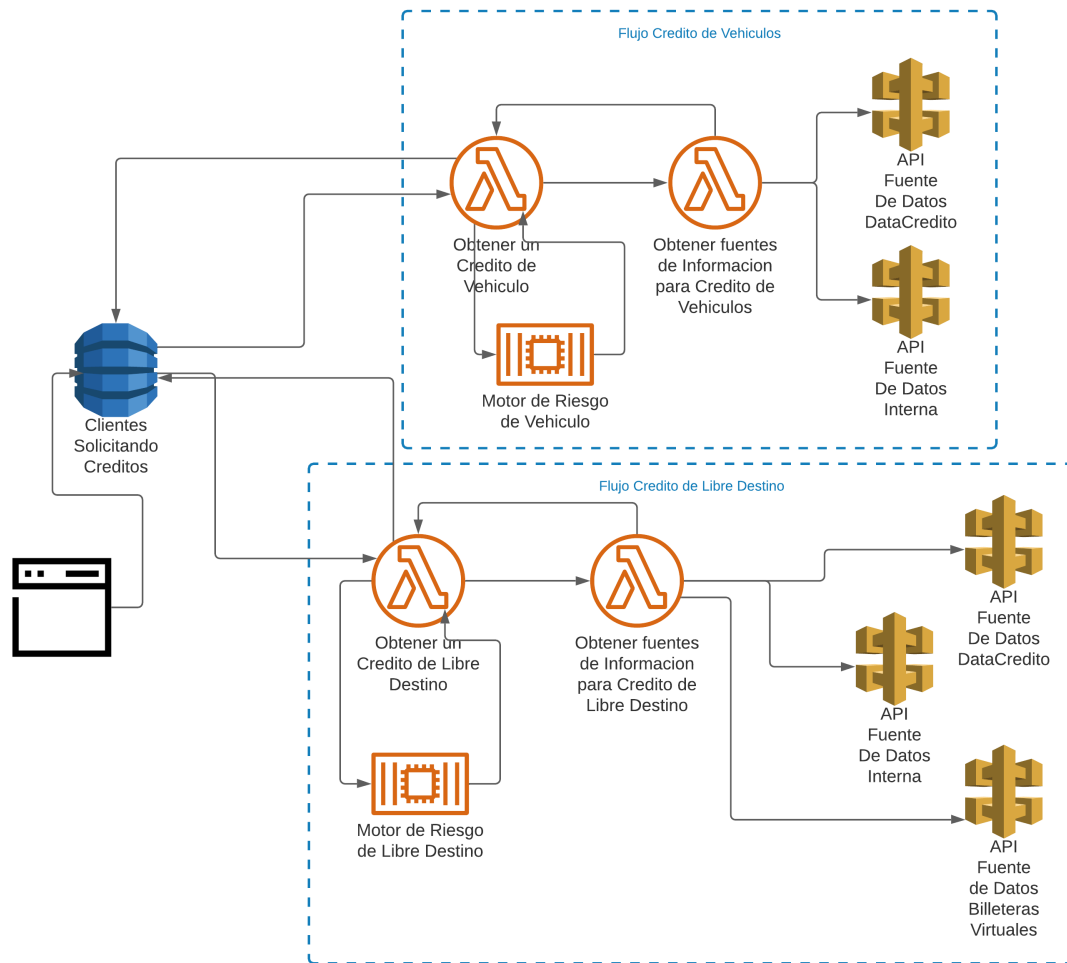 Flujo Credito de Vehiculos
API
Fuente
De Datos
DataCredito
Obtener un
Credito de
Vehiculo
Obtener fuentes
de Informacion
para Credito de
Vehiculos
API
Fuente
De Datos
Interna
Motor de Riesgo
de Vehiculo
Clientes
Solicitando
Creditos
Flujo Credito de Libre Destino
API
Fuente
De Datos
DataCredito
Obtener un
Credito de Libre
Destino
Obtener fuentes
de Informacion
para Credito de
Libre Destino
API
Fuente
De Datos
Interna
Motor de Riesgo
de Libre Destino
API
Fuente
de Datos
Billeteras
Virtuales